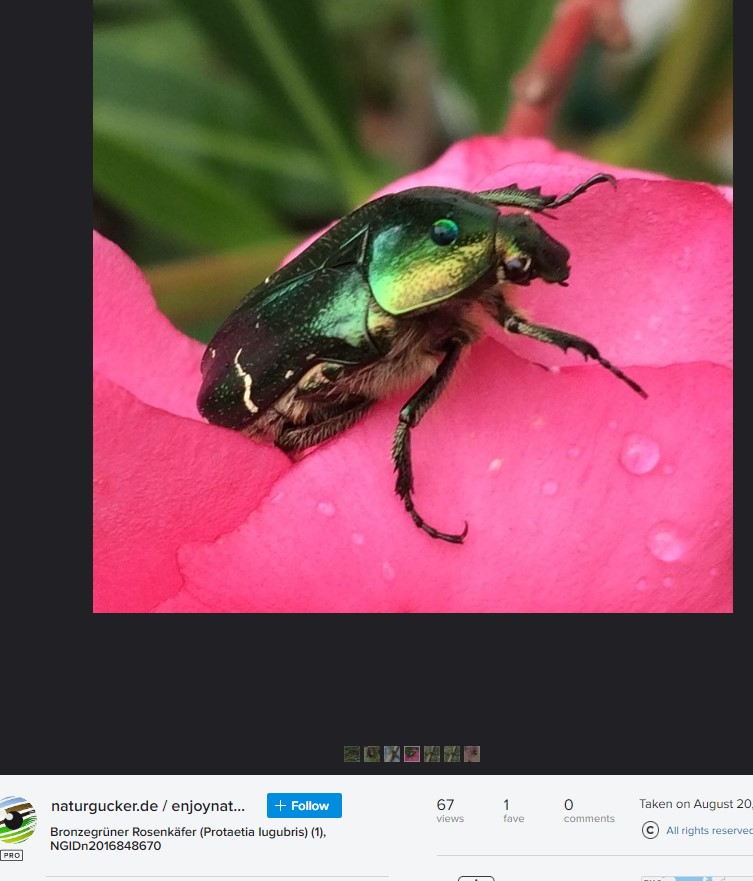 naturgucker.de / enjoynat...
+ Follow
Bronzegrüner Rosenkäfer (Protaetia lugubris) (1),
NGIDn2016848670
PRO
67
views
1
fave
0
comments
Taken on August 20,
© All rights reserved